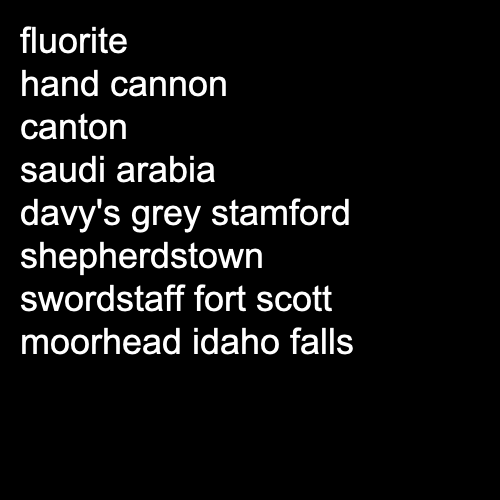 fluorite
hand cannon
canton
saudi arabia
davy's grey stamford
shepherdstown
swordstaff fort scott
moorhead idaho falls